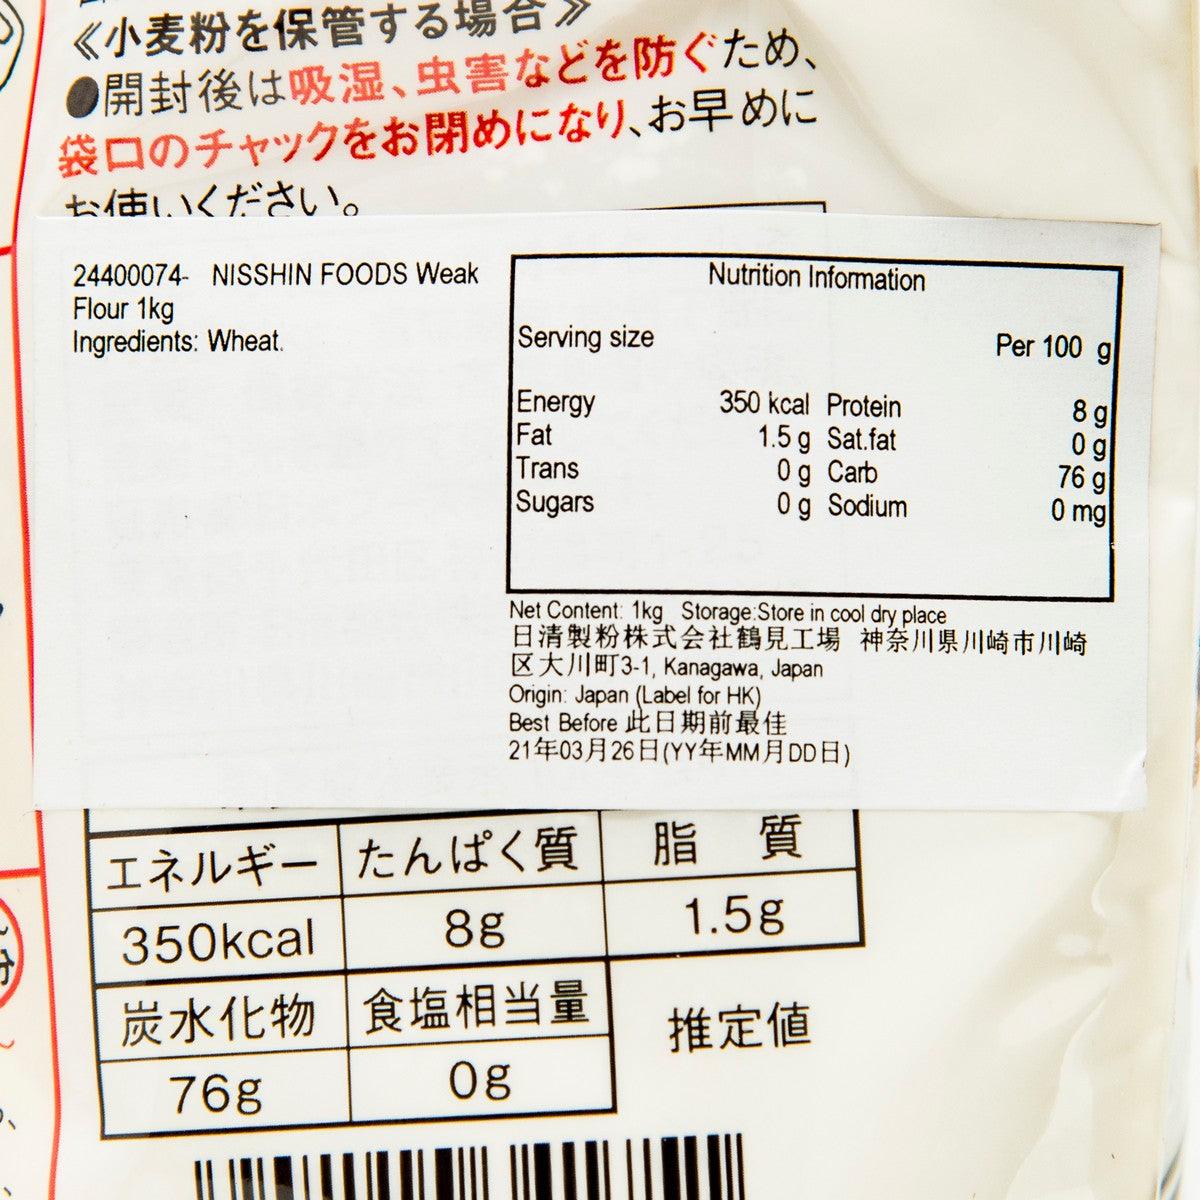 《小麦粉を保管する場合》
●開封後は吸湿、虫害などを防ぐため、
袋口のチャックをお閉めになり、お早めに
お使いください。
24400074- NISSHIN FOODS Weak
Flour 1kg
Ingredients: Wheat.
Nutrition Information
Serving size Per 100 g
Energy 350 kcal Protein 8 g
Fat 1.5 g Sat.fat 0 g
Trans 0 g Carb 76 g
Sugars 0 g Sodium 0 mg
Net Content: 1kg Storage:Store in cool dry place
日清製粉株式会社鶴見工場 神奈川県川崎市川崎
区大川町3-1, Kanagawa, Japan
Origin: Japan (Label for HK)
Best Before 此日期前最佳
21年03月26日(YY年MM月DD日)
エネルギー たんぱく質 脂 質
350kcal 8g 1.5g
炭水化物 食塩相当量 推定値
76g 0g